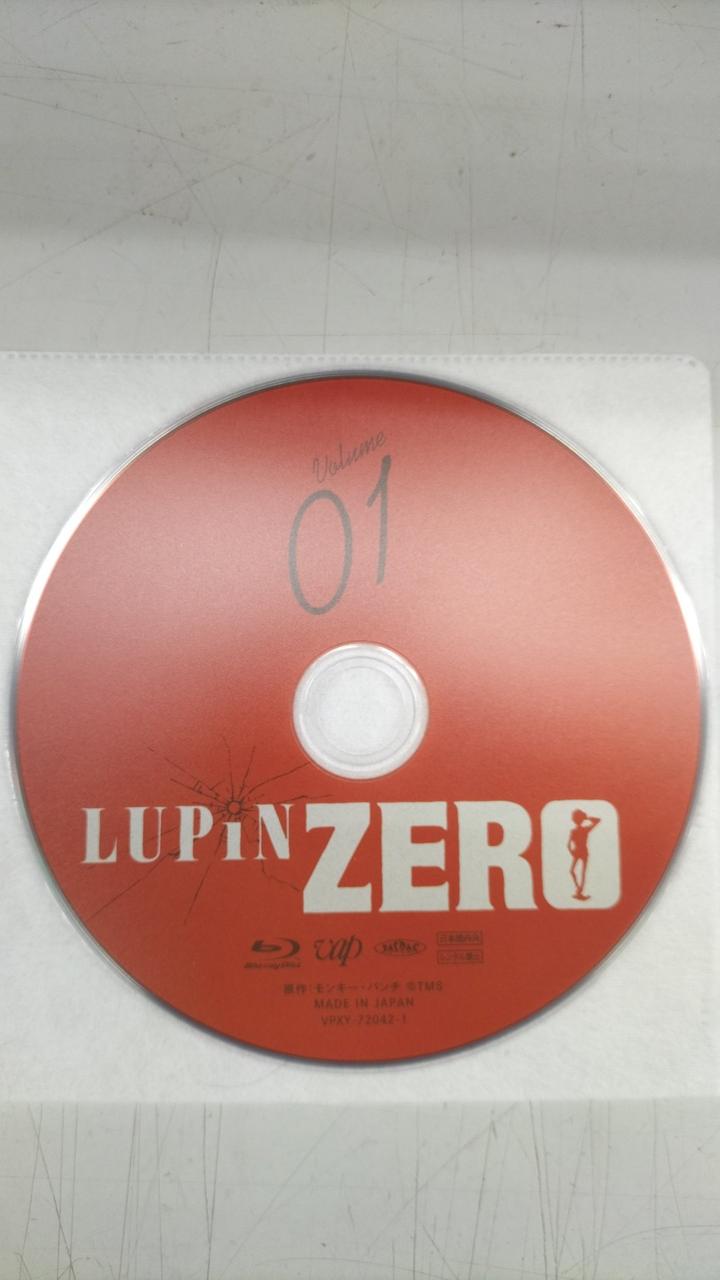 Volume
01
LUPiN ZERO
Blu-ray Disc
vap
JASRAC
日本国内向
レンタル禁止
原作：モンキー・パンチ ©TMS
MADE IN JAPAN
VPXY-72042-1